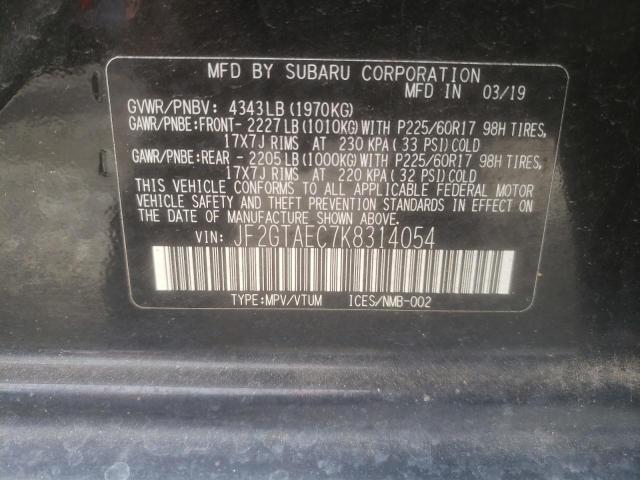 MFD BY SUBARU CORPORATION
MFD IN 03/19
GVWR/PNBV: 4343LB(1970KG)
GAWR/PNBE:FRONT- 2227LB(1010KG)WITH P225/60R17 98H TIRES,
17X7J RIMS AT 230 KPA(33 PSI)COLD
GAWR/PNBE:REAR - 2205LB(1000KG)WITH P225/60R17 98H TIRES,
17X7J RIMS AT 220 KPA(32 PSI)COLD
THIS VEHICLE CONFORMS TO ALL APPLICABLE FEDERAL MOTOR
VEHICLE SAFETY AND THEFT PREVENTION STANDARDS IN EFFECT
ON THE DATE OF MANUFACTURE SHOWN ABOVE.
VIN: JF2GTAEC7K8314054
TYPE:MPV/VTUM ICES/NMB-002